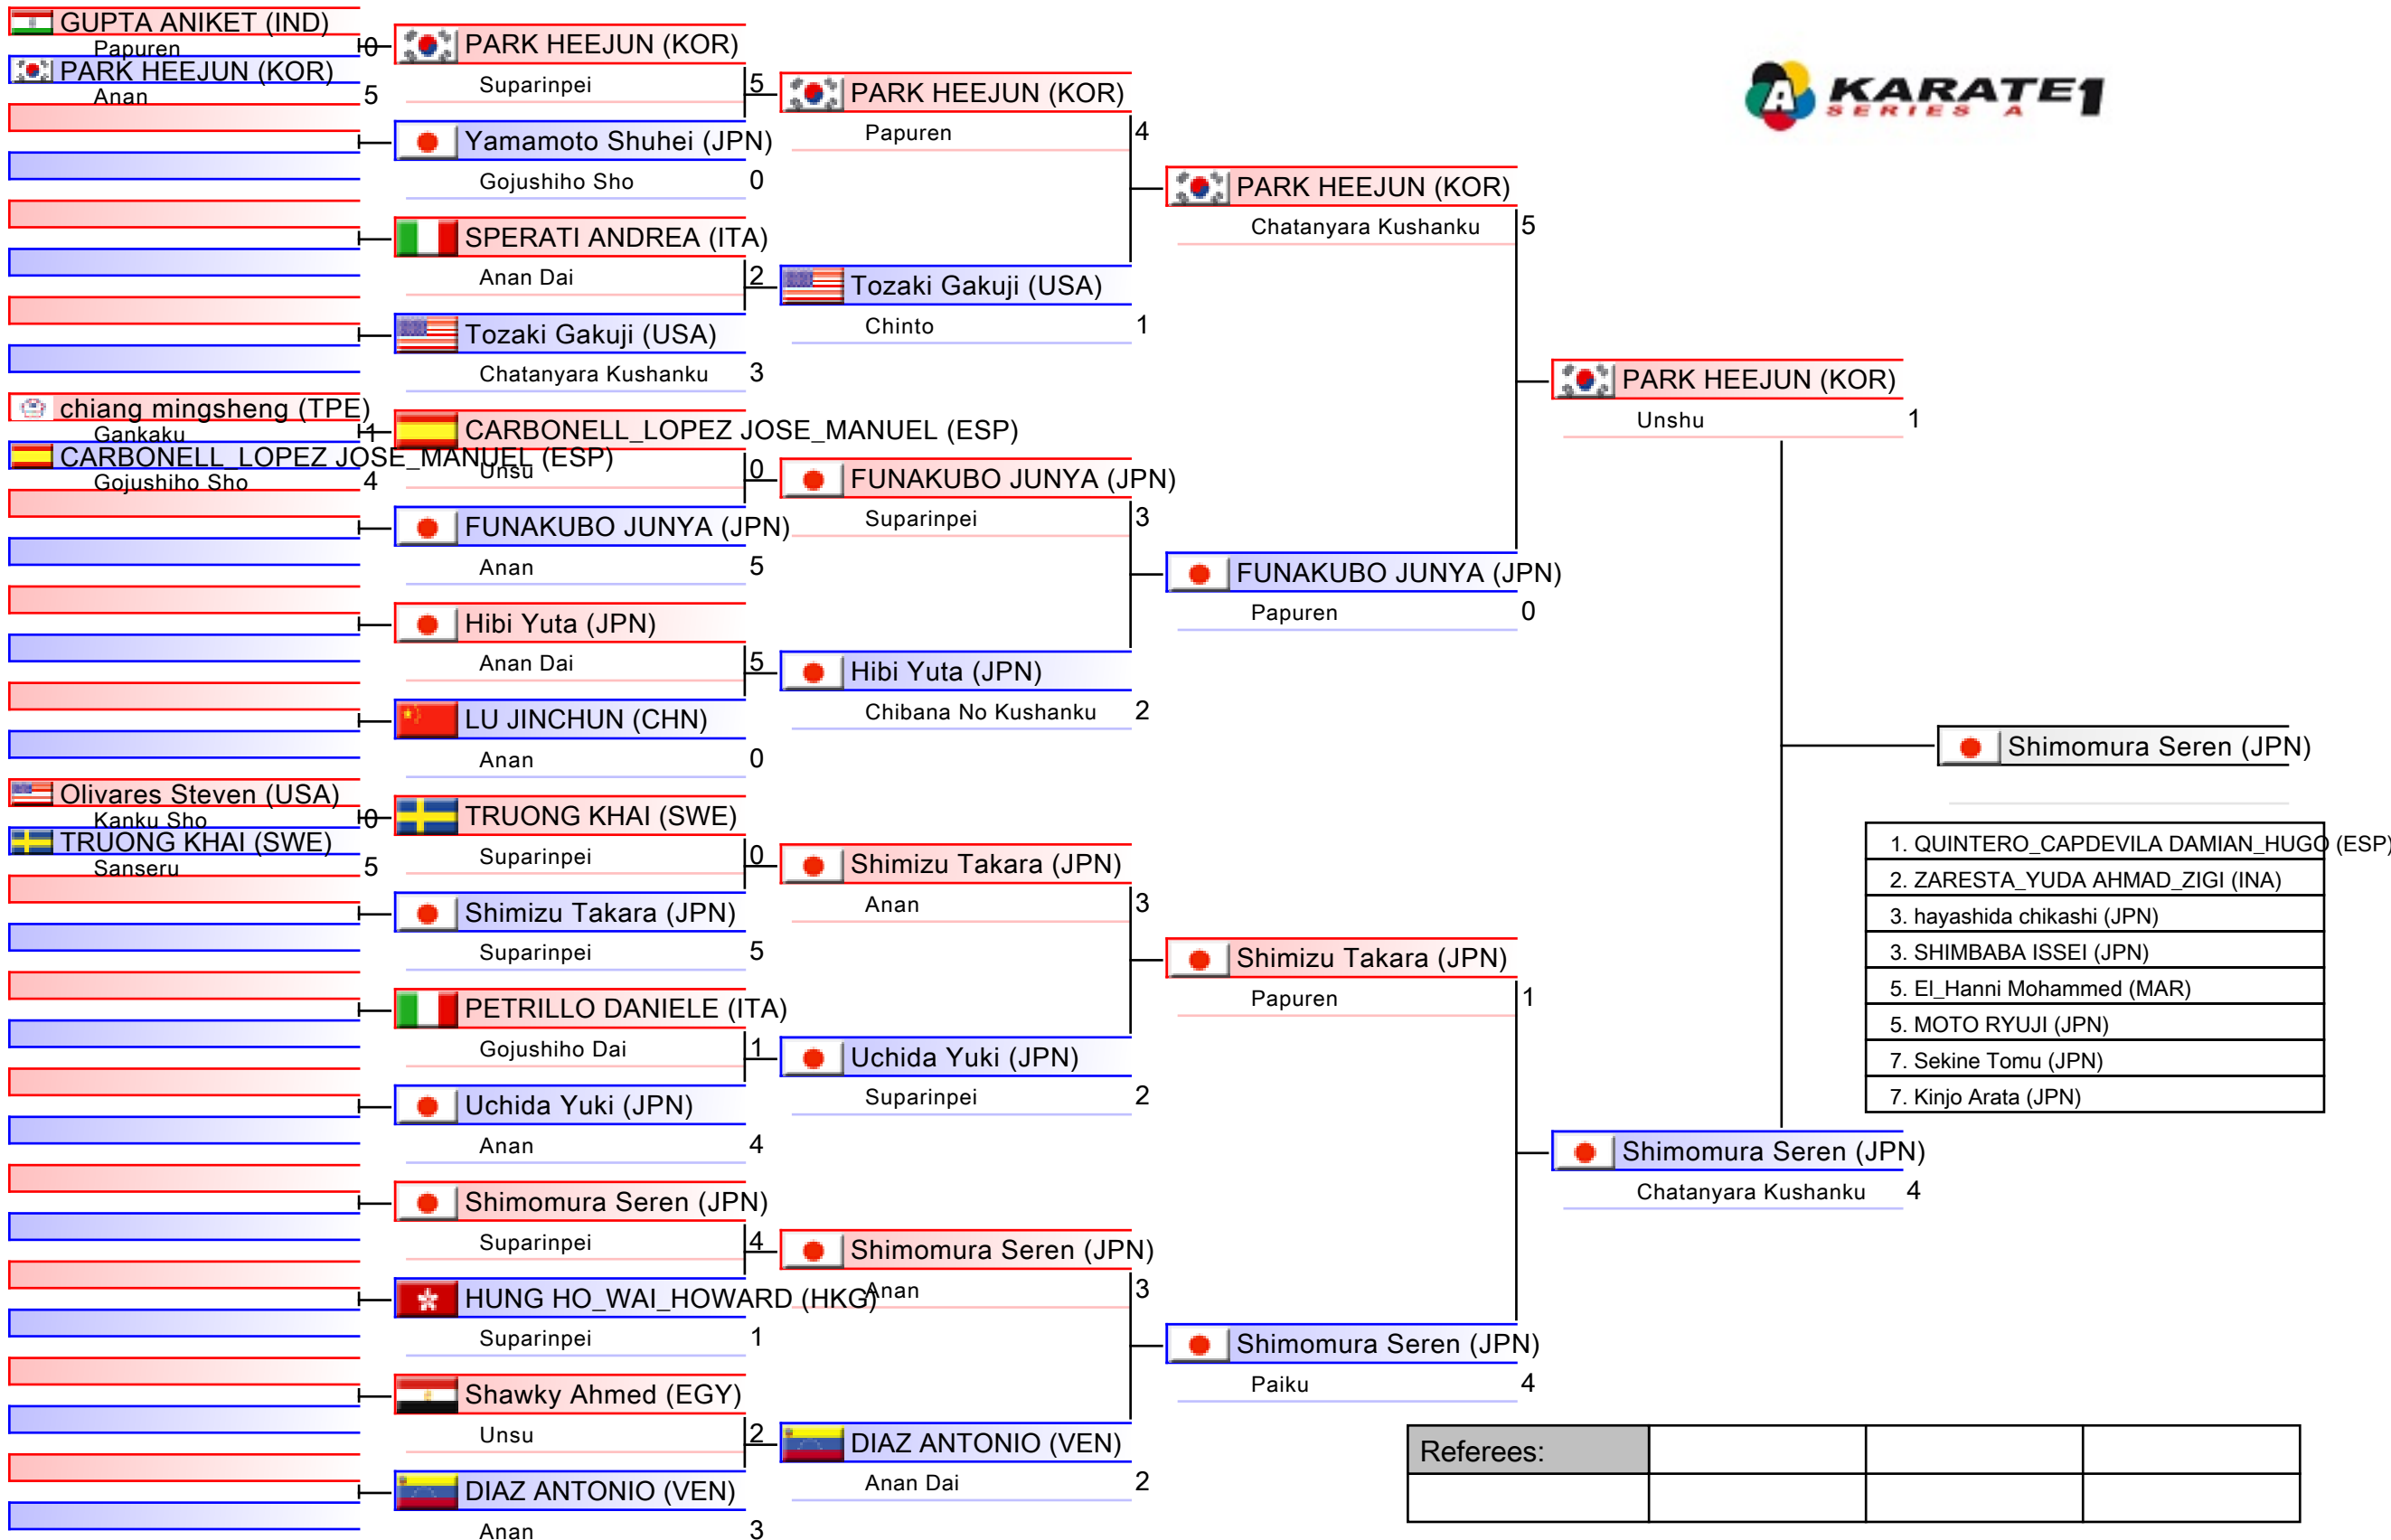 GUPTA ANIKET (IND)
Papuren
0
PARK HEEJUN (KOR)
Anan
5
chiang mingsheng (TPE)
Gankaku
1
CARBONELL_LOPEZ JOSE_MANUEL (ESP)
Gojushiho Sho
4
Olivares Steven (USA)
Kanku Sho
0
TRUONG KHAI (SWE)
Sanseru
5
PARK HEEJUN (KOR)
Suparinpei
5
Yamamoto Shuhei (JPN)
Gojushiho Sho
0
SPERATI ANDREA (ITA)
Anan Dai
2
Tozaki Gakuji (USA)
Chatanyara Kushanku
3
CARBONELL_LOPEZ JOSE_MANUEL (ESP)
Unsu
0
FUNAKUBO JUNYA (JPN)
Anan
5
Hibi Yuta (JPN)
Anan Dai
5
LU JINCHUN (CHN)
Anan
0
TRUONG KHAI (SWE)
Suparinpei
0
Shimizu Takara (JPN)
Suparinpei
5
PETRILLO DANIELE (ITA)
Gojushiho Dai
1
Uchida Yuki (JPN)
Anan
4
Shimomura Seren (JPN)
Suparinpei
4
HUNG HO_WAI_HOWARD (HKG)
Suparinpei
1
Shawky Ahmed (EGY)
Unsu
2
DIAZ ANTONIO (VEN)
Anan
3
PARK HEEJUN (KOR)
Papuren
4
Tozaki Gakuji (USA)
Chinto
1
FUNAKUBO JUNYA (JPN)
Suparinpei
3
Hibi Yuta (JPN)
Chibana No Kushanku
2
Shimizu Takara (JPN)
Anan
3
Uchida Yuki (JPN)
Suparinpei
2
Shimomura Seren (JPN)
Anan
3
DIAZ ANTONIO (VEN)
Anan Dai
2
PARK HEEJUN (KOR)
Chatanyara Kushanku
5
FUNAKUBO JUNYA (JPN)
Papuren
0
Shimizu Takara (JPN)
Papuren
1
Shimomura Seren (JPN)
Paiku
4
PARK HEEJUN (KOR)
Unshu
1
Shimomura Seren (JPN)
Chatanyara Kushanku
4
Shimomura Seren (JPN)
KARATE1
SERIES A
1. QUINTERO_CAPDEVILA DAMIAN_HUGO (ESP)
2. ZARESTA_YUDA AHMAD_ZIGI (INA)
3. hayashida chikashi (JPN)
3. SHIMBABA ISSEI (JPN)
5. El_Hanni Mohammed (MAR)
5. MOTO RYUJI (JPN)
7. Sekine Tomu (JPN)
7. Kinjo Arata (JPN)
Referees: